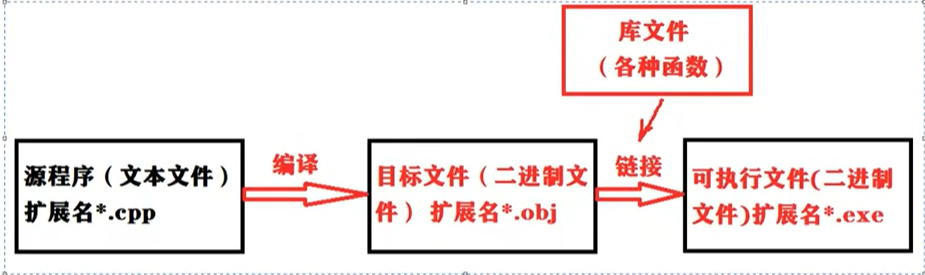 库文件
（各种函数）
源程序（文本文件）
扩展名*.cpp
编译
目标文件（二进制文
件） 扩展名*.obj
链接
可执行文件(二进制
文件)扩展名*.exe